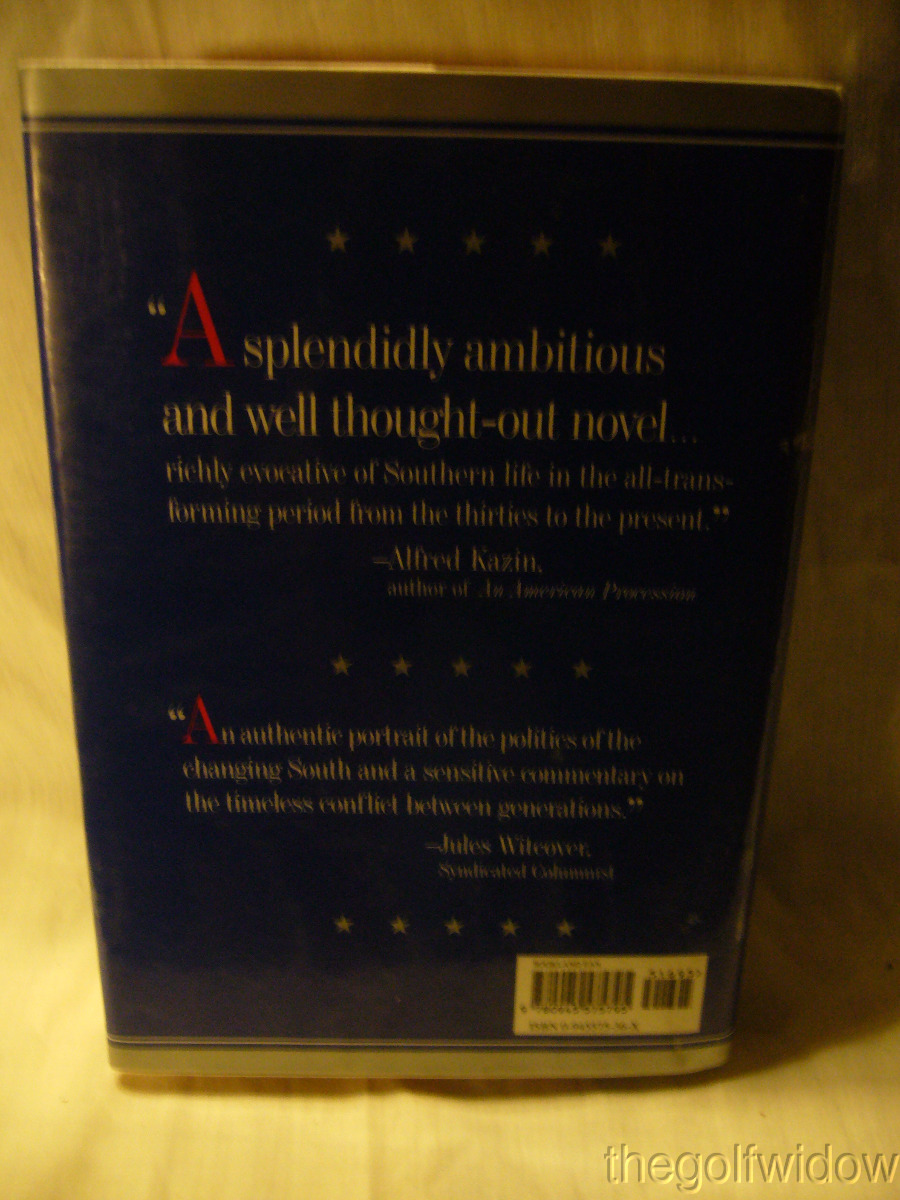 “A splendidly ambitious
and well thought-out novel...
richly evocative of Southern life in the all-trans-
forming period from the thirties to the present.”
–Alfred Kazin,
author of An American Procession
“An authentic portrait of the politics of the
changing South and a sensitive commentary on
the timeless conflict between generations.”
–Jules Witcover,
Syndicated Columnist
ISBN
thegolfwidow